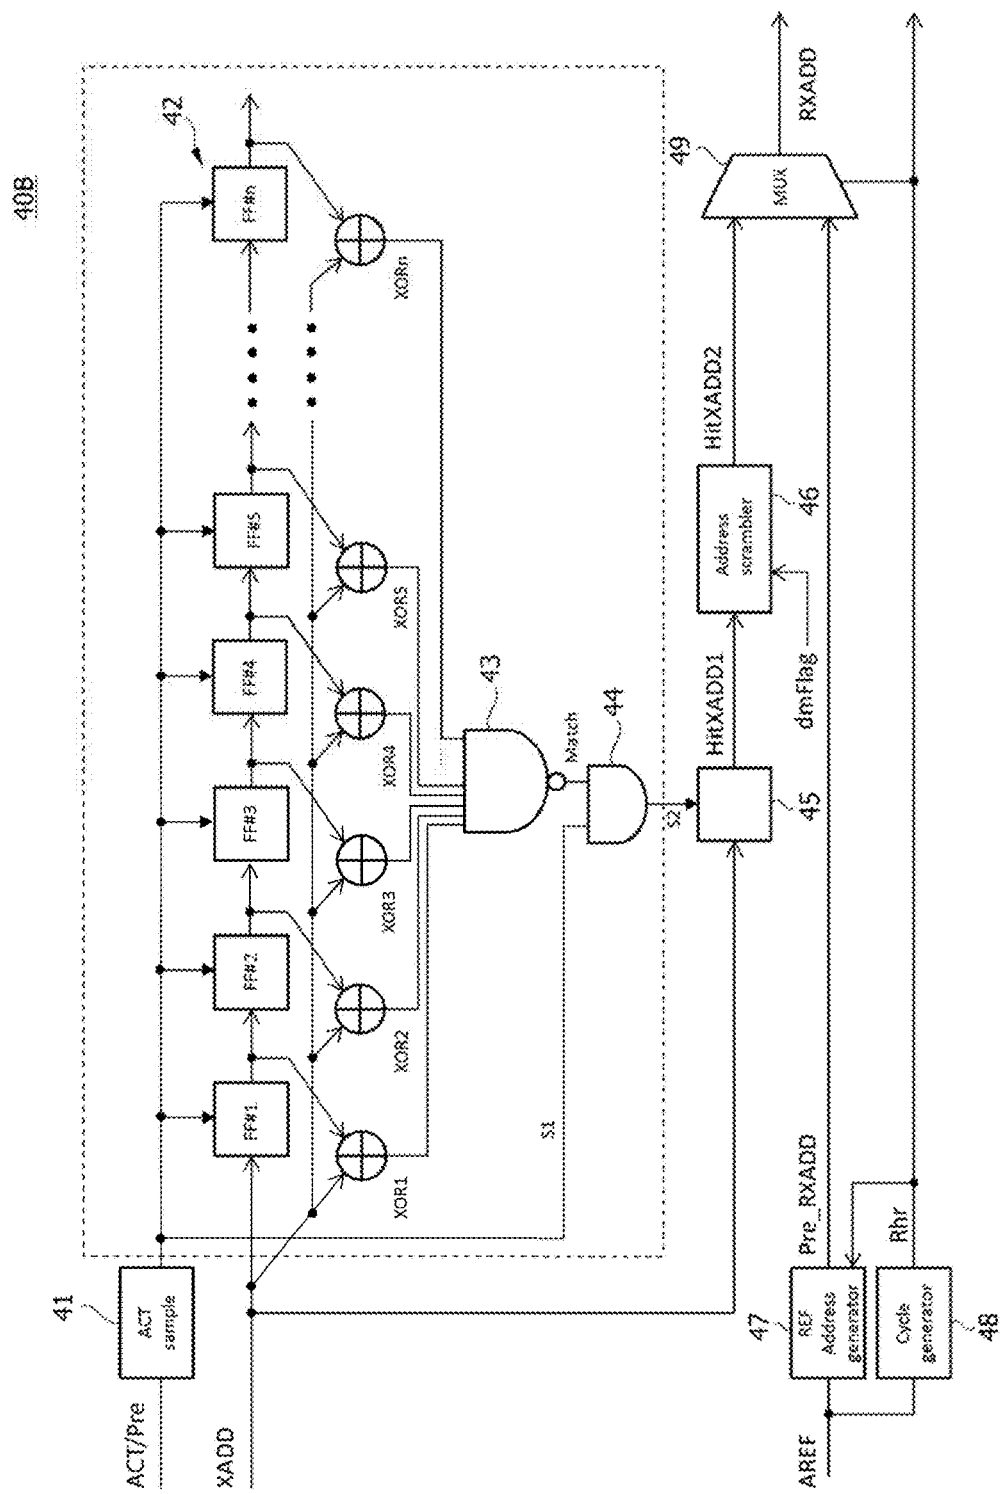 40B
42
FF#1
FF#2
FF#3
FF#4
FF#5
FF#n
XOR1
XOR2
XOR3
XOR4
XOR5
XORn
41
ACT
sample
ACT/Pre
XADD
S1
43
Match
44
S2
45
HitXADD1
Address
scrambler
46
dmFlag
HitXADD2
49
MUX
RXADD
AREF
47
REF
Address
generator
Pre_RXADD
Cycle
generator
48
Rhr